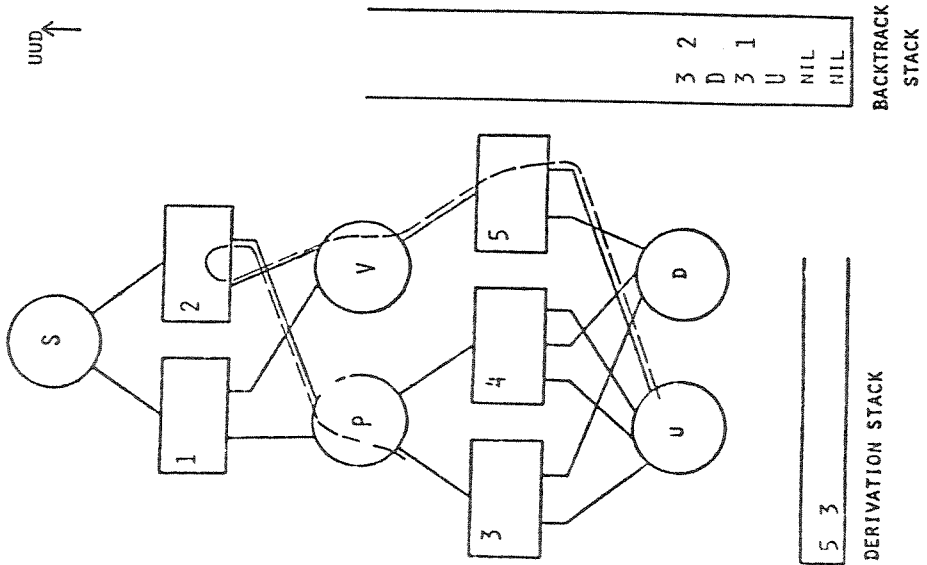 UUD
S
1
2
P
V
3
4
5
U
D
3 2
D
3 1
U
NIL
NIL
BACKTRACK
STACK
5 3
DERIVATION STACK